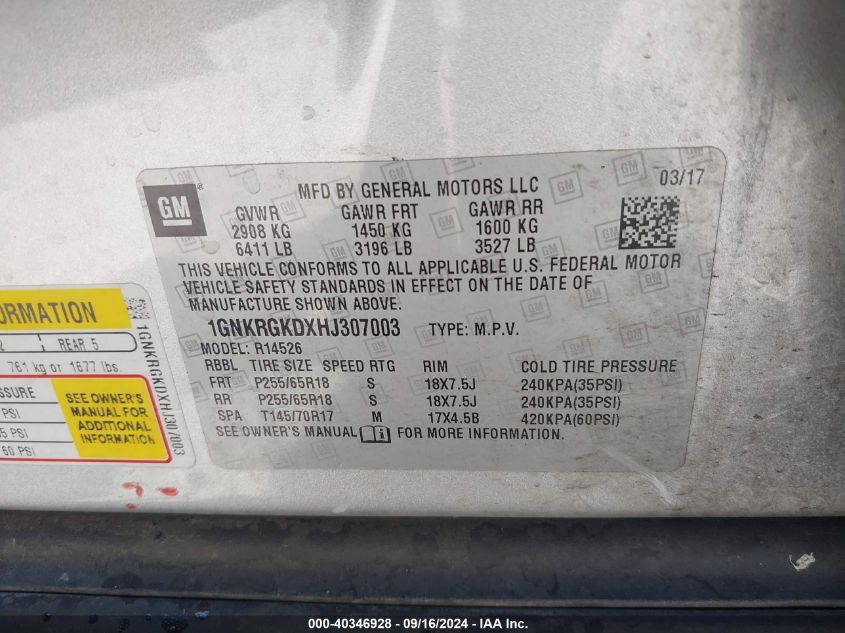 GM
MFD BY GENERAL MOTORS LLC 03/17
GVWR GAWR FRT GAWR RR
2908 KG 1450 KG 1600 KG
6411 LB 3196 LB 3527 LB
THIS VEHICLE CONFORMS TO ALL APPLICABLE U.S. FEDERAL MOTOR
VEHICLE SAFETY STANDARDS IN EFFECT ON THE DATE OF
MANUFACTURE SHOWN ABOVE.
1GNKRGKDXHJ307003 TYPE: M.P.V.
MODEL: R14526
RBBL TIRE SIZE SPEED RTG RIM COLD TIRE PRESSURE
FRT P255/65R18 S 18X7.5J 240KPA(35PSI)
RR P255/65R18 S 18X7.5J 240KPA(35PSI)
SPA T145/70R17 M 17X4.5B 420KPA(60PSI)
SEE OWNER'S MANUAL FOR MORE INFORMATION.
REAR 5
761 kg or 1677 lbs.
PSI
PSI
60 PSI
SEE OWNER'S
MANUAL FOR
ADDITIONAL
INFORMATION
1GNKRGKDXHJ307003
000-40346928 - 09/16/2024 - IAAI Inc.